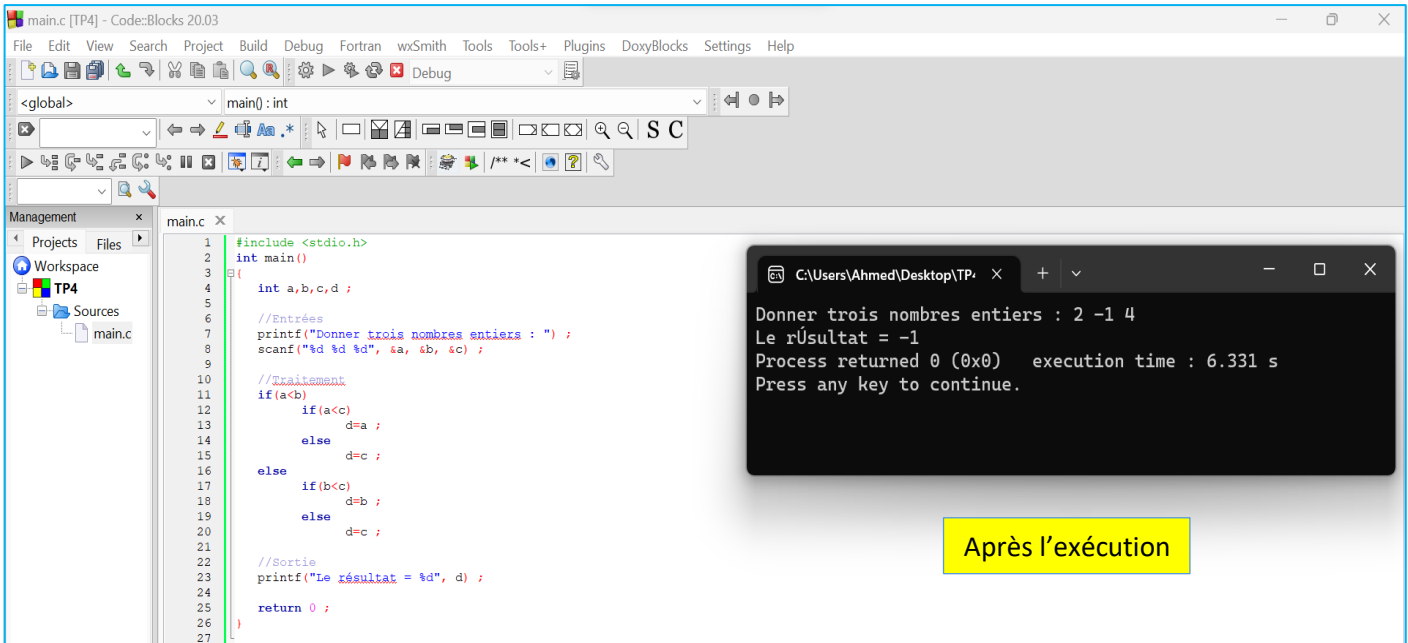 main.c [TP4] - Code::Blocks 20.03
File Edit View Search Project Build Debug Fortran wxSmith Tools Tools+ Plugins DoxyBlocks Settings Help
Debug
<global> main() : int
Aa .* S C
/** *<
Management ×
Projects Files
Workspace
TP4
Sources
main.c
main.c ×
1 #include <stdio.h>
2 int main()
3 {
4 int a,b,c,d ;
5
6 //Entrées
7 printf("Donner trois nombres entiers : ") ;
8 scanf("%d %d %d", &a, &b, &c) ;
9
10 //Traitement
11 if(a<b)
12 if(a<c)
13 d=a ;
14 else
15 d=c ;
16 else
17 if(b<c)
18 d=b ;
19 else
20 d=c ;
21
22 //Sortie
23 printf("Le résultat = %d", d) ;
24
25 return 0 ;
26 }
27
C:\Users\Ahmed\Desktop\TP4
Donner trois nombres entiers : 2 -1 4
Le rÚsultat = -1
Process returned 0 (0x0) execution time : 6.331 s
Press any key to continue.
Après l’exécution